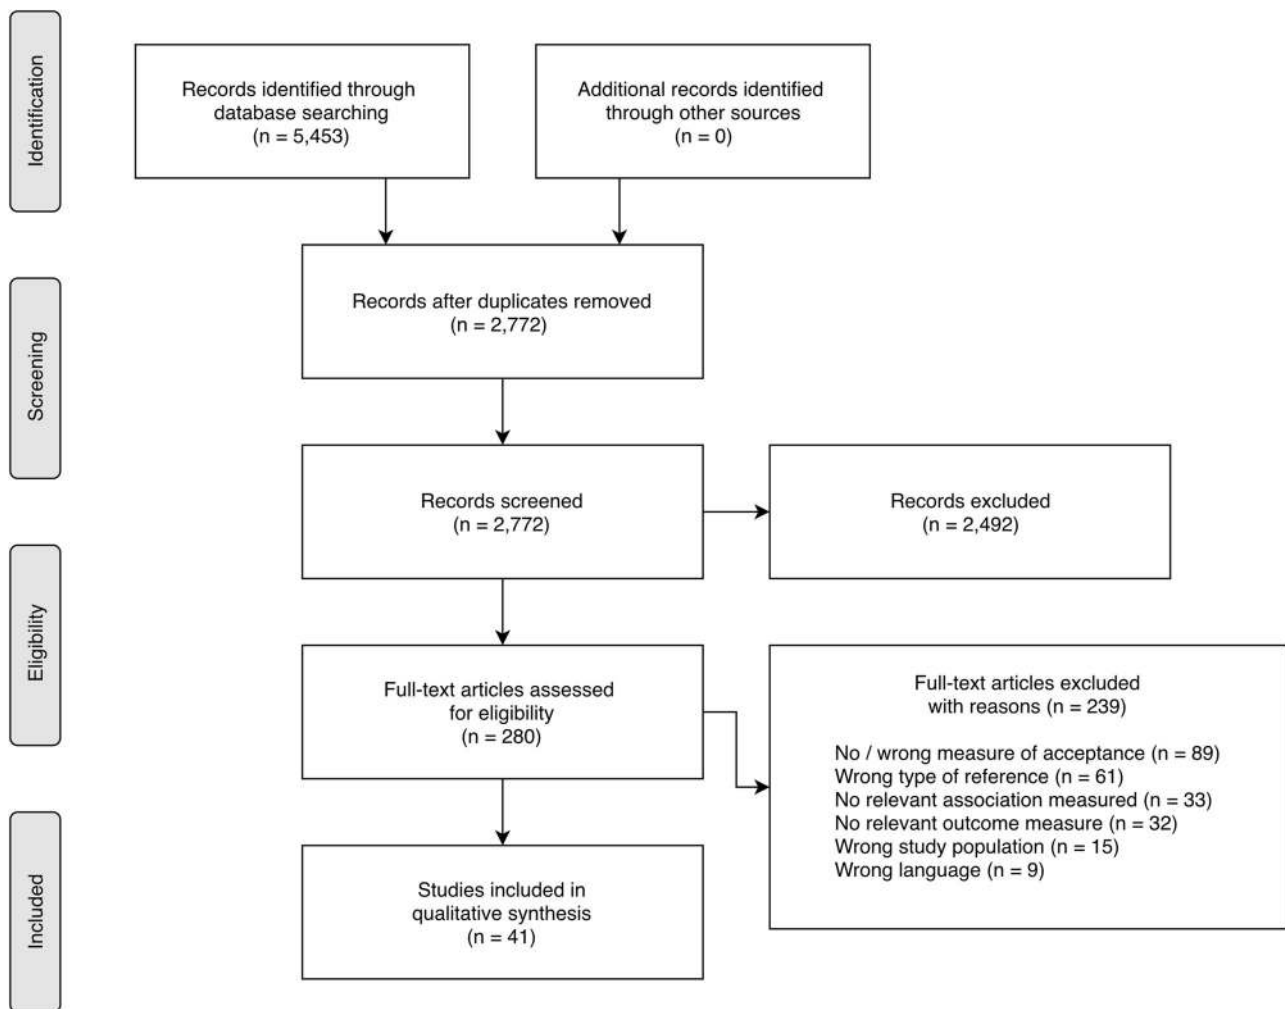 Identification
Records identified through
database searching
(n = 5,453)
Additional records identified
through other sources
(n = 0)
Screening
Records after duplicates removed
(n = 2,772)
Records screened
(n = 2,772)
Records excluded
(n = 2,492)
Eligibility
Full-text articles assessed
for eligibility
(n = 280)
Full-text articles excluded
with reasons (n = 239)
No / wrong measure of acceptance (n = 89)
Wrong type of reference (n = 61)
No relevant association measured (n = 33)
No relevant outcome measure (n = 32)
Wrong study population (n = 15)
Wrong language (n = 9)
Included
Studies included in
qualitative synthesis
(n = 41)